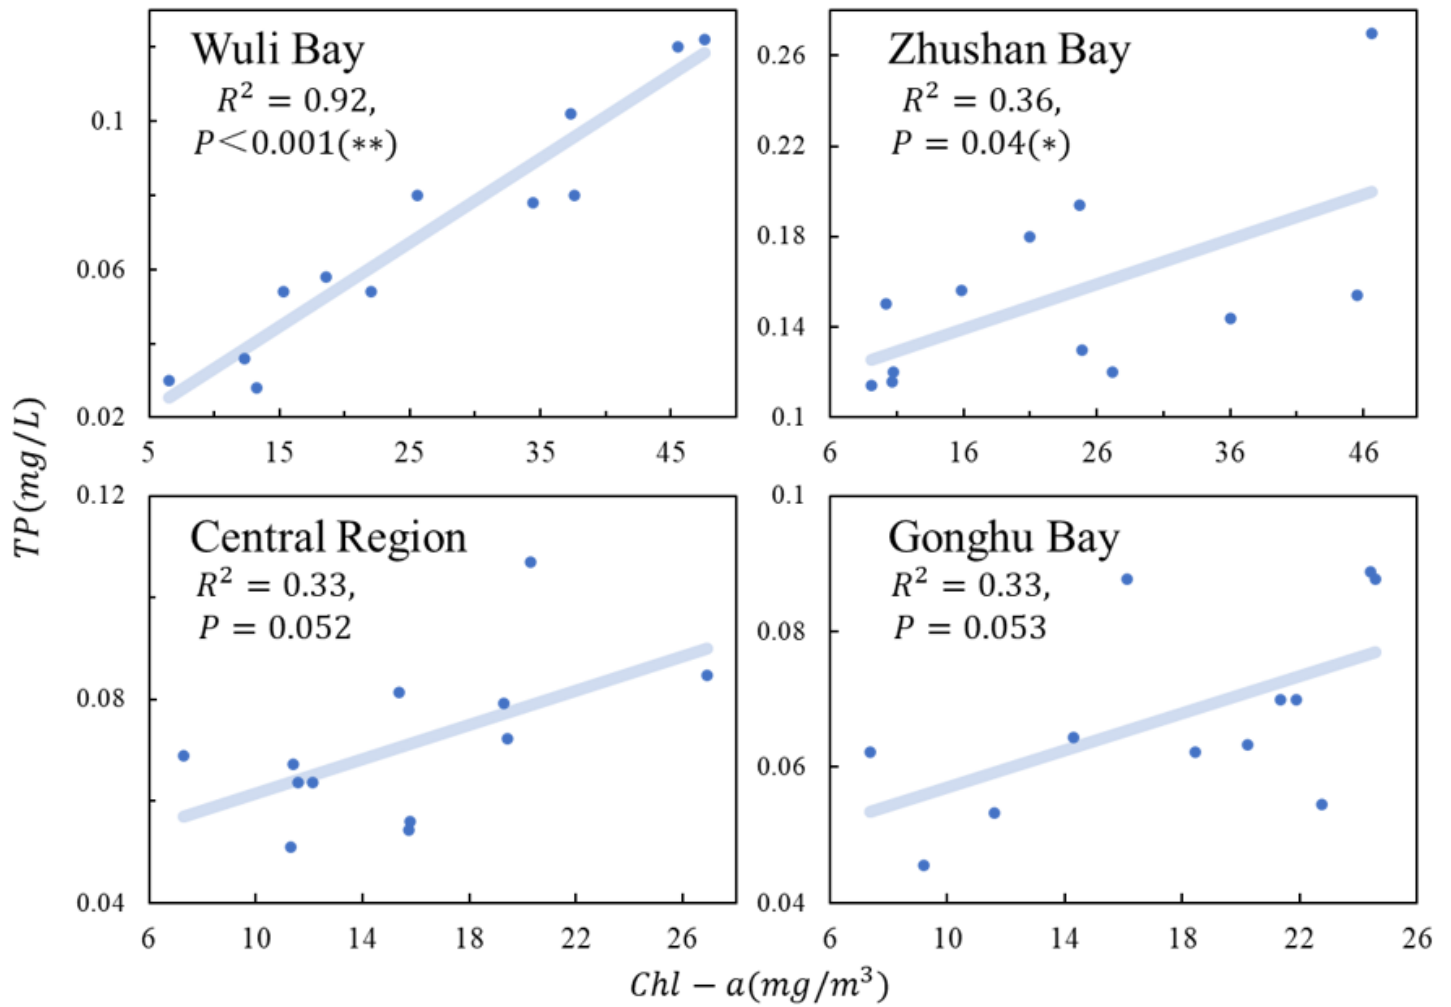 Wuli Bay
R² = 0.92,
P<0.001(**)
0.1
0.06
0.02
5 15 25 35 45
Zhushan Bay
R² = 0.36,
P = 0.04(*)
0.26
0.22
0.18
0.14
0.1
6 16 26 36 46
TP(mg/L)
Central Region
R² = 0.33,
P = 0.052
0.12
0.08
0.04
6 10 14 18 22 26
Gonghu Bay
R² = 0.33,
P = 0.053
0.1
0.08
0.06
0.04
6 10 14 18 22 26
Chl − a(mg/m³)